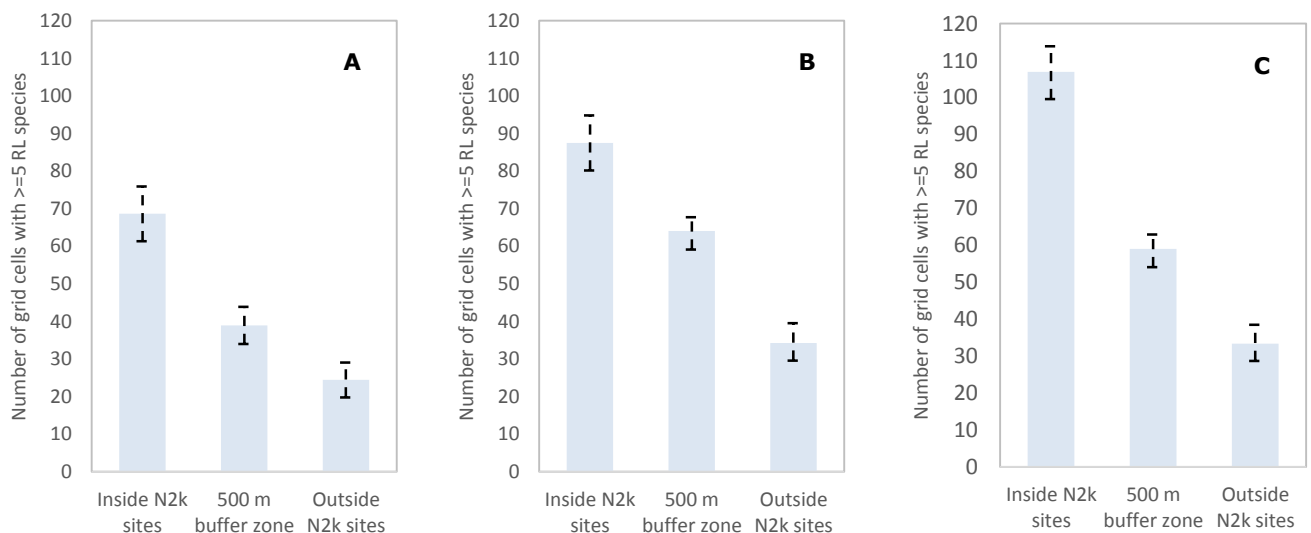 Number of grid cells with >=5 RL species
120
110
100
90
80
70
60
50
40
30
20
10
0
A
Inside N2k
sites
500 m
buffer zone
Outside
N2k sites
Number of grid cells with >=5 RL species
120
110
100
90
80
70
60
50
40
30
20
10
0
B
Inside N2k
sites
500 m
buffer zone
Outside
N2k sites
Number of grid cells with >=5 RL species
120
110
100
90
80
70
60
50
40
30
20
10
0
C
Inside N2k
sites
500 m
buffer zone
Outside
N2k sites